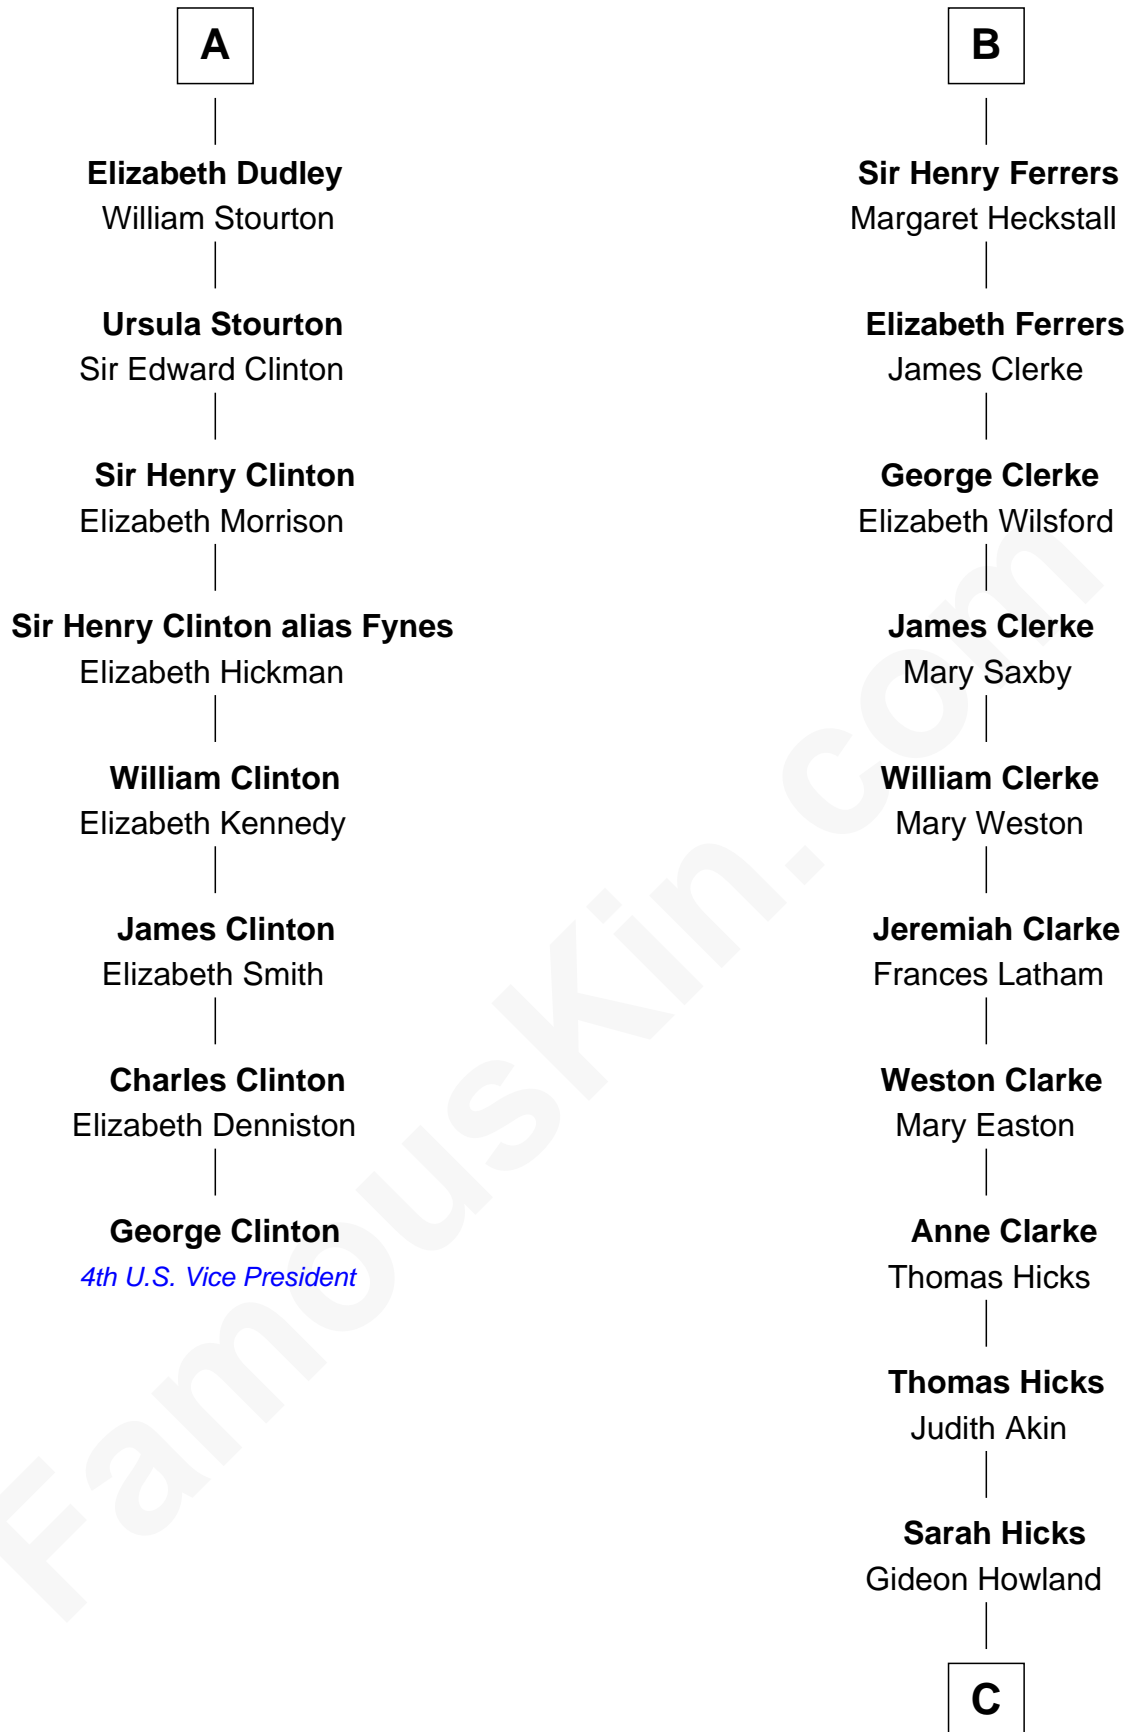 A
Elizabeth Dudley
William Stourton
Ursula Stourton
Sir Edward Clinton
Sir Henry Clinton
Elizabeth Morrison
Sir Henry Clinton alias Fynes
Elizabeth Hickman
William Clinton
Elizabeth Kennedy
James Clinton
Elizabeth Smith
Charles Clinton
Elizabeth Denniston
George Clinton
4th U.S. Vice President
B
Sir Henry Ferrers
Margaret Heckstall
Elizabeth Ferrers
James Clerke
George Clerke
Elizabeth Wilsford
James Clerke
Mary Saxby
William Clerke
Mary Weston
Jeremiah Clarke
Frances Latham
Weston Clarke
Mary Easton
Anne Clarke
Thomas Hicks
Thomas Hicks
Judith Akin
Sarah Hicks
Gideon Howland
C
FamousKin.com